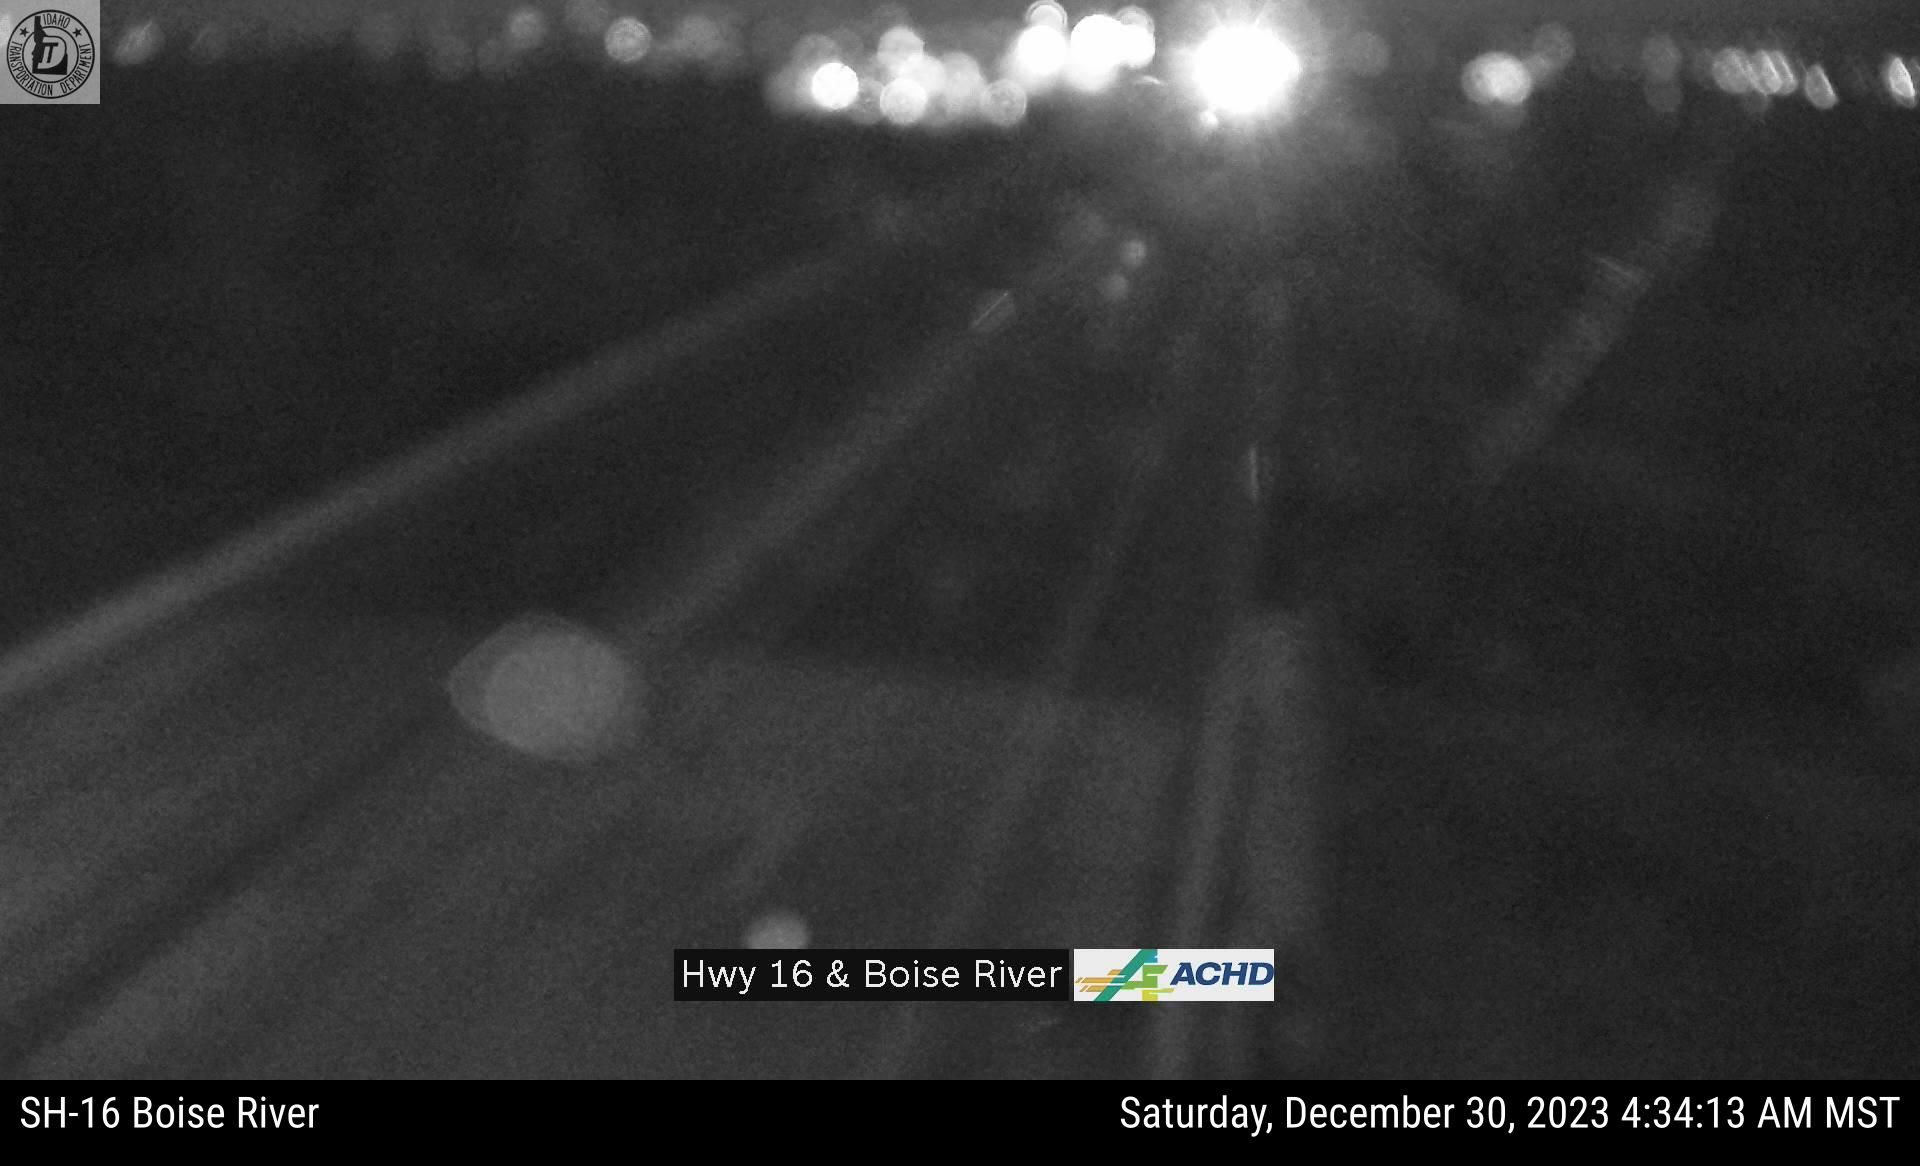 IDAHO
TRANSPORTATION DEPARTMENT
Hwy 16 & Boise River
ACHD
SH-16 Boise River
Saturday, December 30, 2023 4:34:13 AM MST